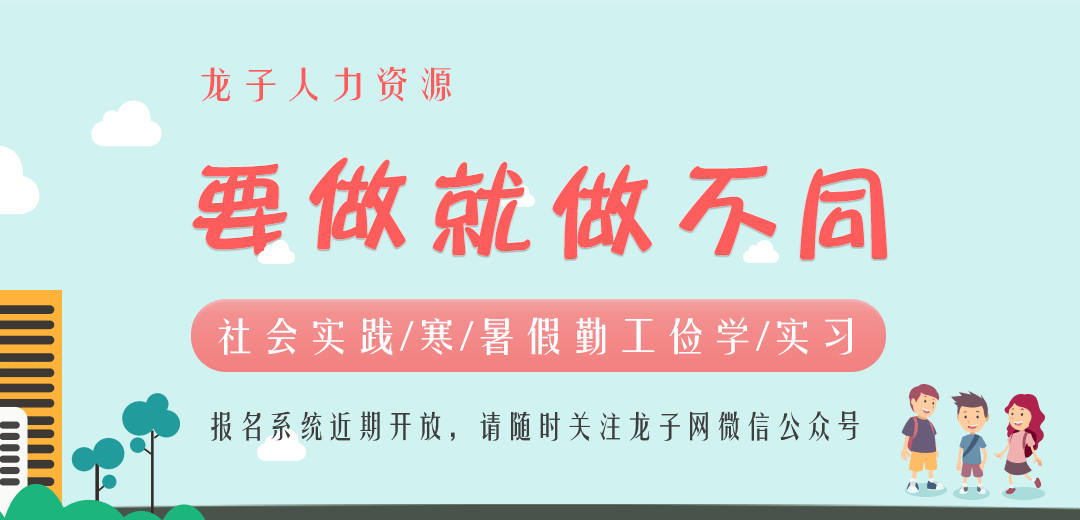 龙子人力资源
要做就做不同
社会实践/寒/暑假勤工俭学/实习
报名系统近期开放，请随时关注龙子网微信公众号